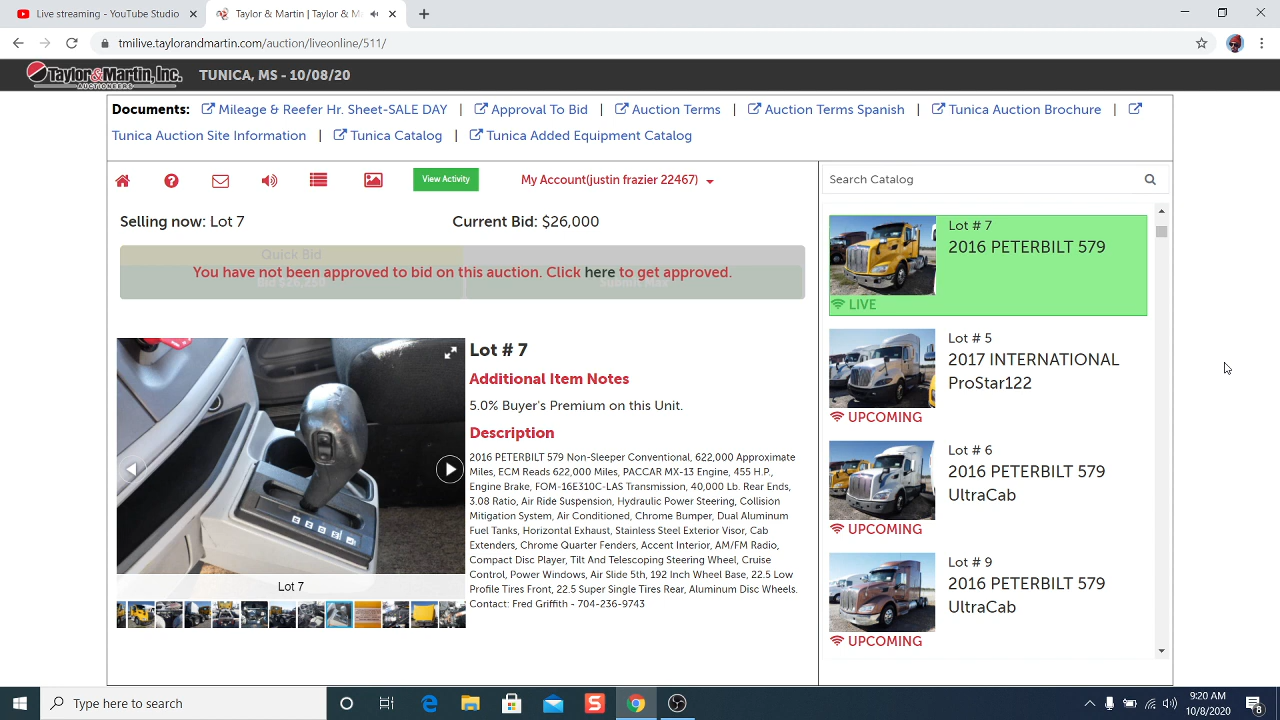 Live streaming - YouTube Studio
Taylor & Martin | Taylor & M
tmilive.taylorandmartin.com/auction/liveonline/511/
Taylor&Martin, Inc.
AUCTIONEERS
TUNICA, MS - 10/08/20
Documents: Mileage & Reefer Hr. Sheet-SALE DAY | Approval To Bid | Auction Terms | Auction Terms Spanish | Tunica Auction Brochure |
Tunica Auction Site Information | Tunica Catalog | Tunica Added Equipment Catalog
View Activity
My Account(justin frazier 22467)
Selling now: Lot 7
Current Bid: $26,000
Quick Bid
You have not been approved to bid on this auction. Click here to get approved.
Bid $26,250
Submit Max
Lot # 7
Additional Item Notes
5.0% Buyer's Premium on this Unit.
Description
2016 PETERBILT 579 Non-Sleeper Conventional, 622,000 Approximate
Miles, ECM Reads 622,000 Miles, PACCAR MX-13 Engine, 455 H.P.,
Engine Brake, FOM-16E310C-LAS Transmission, 40,000 Lb. Rear Ends,
3.08 Ratio, Air Ride Suspension, Hydraulic Power Steering, Collision
Mitigation System, Air Conditioned, Chrome Bumper, Dual Aluminum
Fuel Tanks, Horizontal Exhaust, Stainless Steel Exterior Visor, Cab
Extenders, Chrome Quarter Fenders, Accent Interior, AM/FM Radio,
Compact Disc Player, Tilt And Telescoping Steering Wheel, Cruise
Control, Power Windows, Air Slide 5th, 192 Inch Wheel Base, 22.5 Low
Profile Tires Front, 22.5 Super Single Tires Rear, Aluminum Disc Wheels.
Contact: Fred Griffith - 704-236-9743
Lot 7
Search Catalog
Lot # 7
2016 PETERBILT 579
LIVE
Lot # 5
2017 INTERNATIONAL
ProStar122
UPCOMING
Lot # 6
2016 PETERBILT 579
UltraCab
UPCOMING
Lot # 9
2016 PETERBILT 579
UltraCab
UPCOMING
Type here to search
9:20 AM
10/8/2020
8